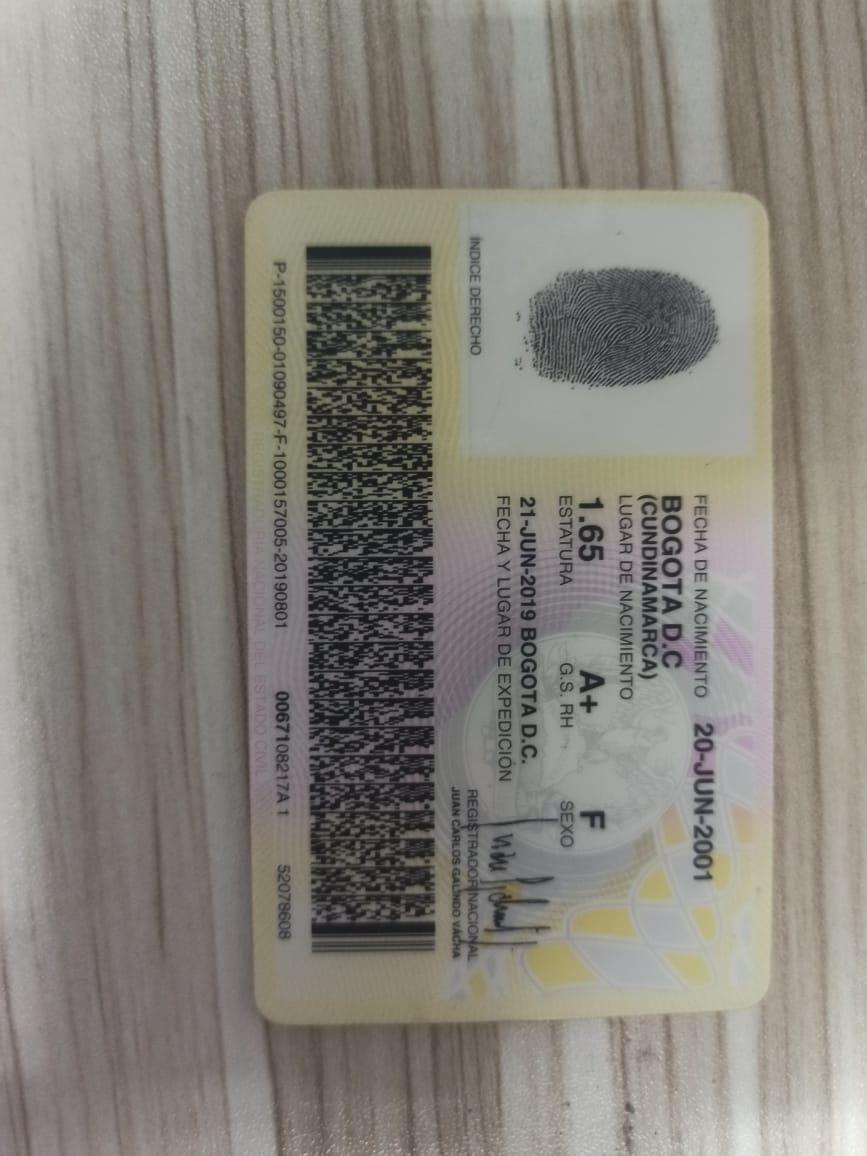 FECHA DE NACIMIENTO 20-JUN-2001
BOGOTA D.C
(CUNDINAMARCA)
LUGAR DE NACIMIENTO
1.65 A+ F
ESTATURA G.S. RH SEXO
21-JUN-2019 BOGOTA D.C.
FECHA Y LUGAR DE EXPEDICIÓN
INDICE DERECHO
REGISTRADOR NACIONAL
JUAN CARLOS GALINDO VACHA
P-1500150-01090497-F-1000157005-20190801 0067108217A 1 52078608
REGISTRADURIA NACIONAL DEL ESTADO CIVIL